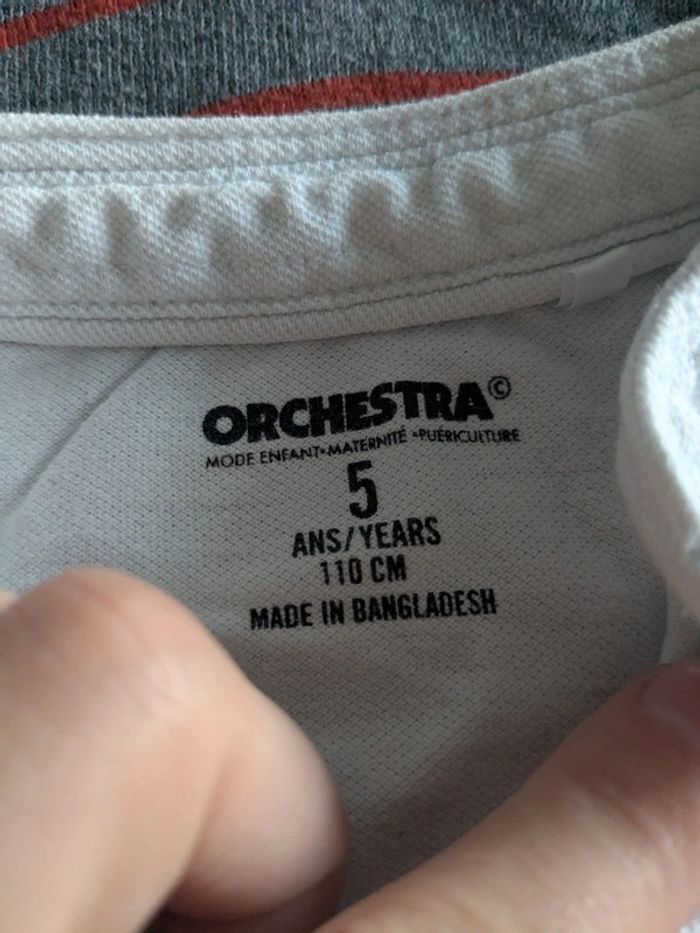 ORCHESTRA©
MODE ENFANT•MATERNITÉ •PUÉRICULTURE
5
ANS/YEARS
110 CM
MADE IN BANGLADESH